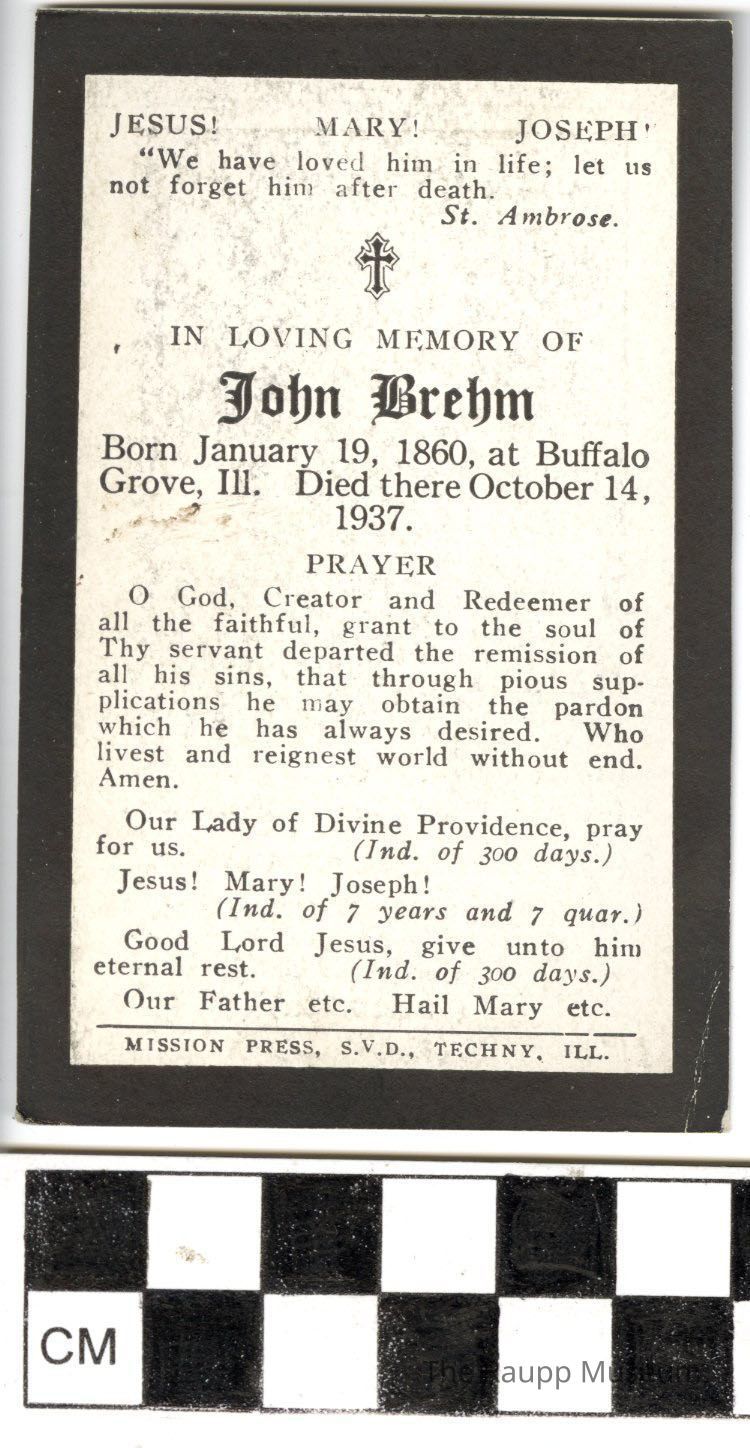 JESUS! MARY! JOSEPH!
"We have loved him in life; let us
not forget him after death.
St. Ambrose.
IN LOVING MEMORY OF
John Brehm
Born January 19, 1860, at Buffalo
Grove, Ill. Died there October 14,
1937.
PRAYER
O God, Creator and Redeemer of
all the faithful, grant to the soul of
Thy servant departed the remission of
all his sins, that through pious sup-
plications he may obtain the pardon
which he has always desired. Who
livest and reignest world without end.
Amen.
Our Lady of Divine Providence, pray
for us. (Ind. of 300 days.)
Jesus! Mary! Joseph!
(Ind. of 7 years and 7 quar.)
Good Lord Jesus, give unto him
eternal rest. (Ind. of 300 days.)
Our Father etc. Hail Mary etc.
MISSION PRESS, S.V.D., TECHNY, ILL.
CM
The Raupp Museum